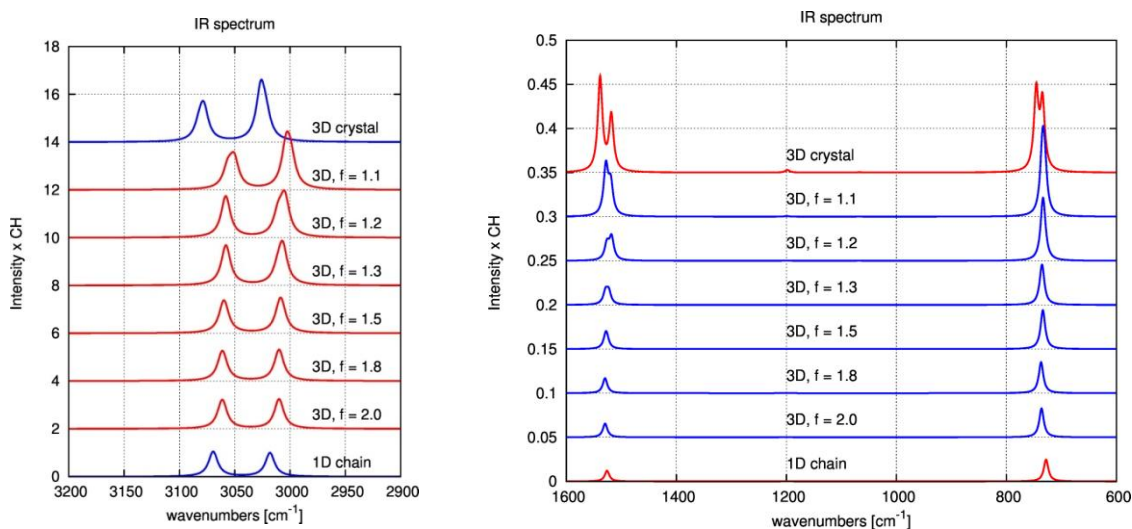 IR spectrum
18
16
14
12
10
8
6
4
2
0
Intensity x CH
3D crystal
3D, f = 1.1
3D, f = 1.2
3D, f = 1.3
3D, f = 1.5
3D, f = 1.8
3D, f = 2.0
1D chain
3200 3150 3100 3050 3000 2950 2900
wavenumbers [cm-1]
IR spectrum
0.5
0.45
0.4
0.35
0.3
0.25
0.2
0.15
0.1
0.05
0
Intensity x CH
3D crystal
3D, f = 1.1
3D, f = 1.2
3D, f = 1.3
3D, f = 1.5
3D, f = 1.8
3D, f = 2.0
1D chain
1600 1400 1200 1000 800 600
wavenumbers [cm-1]